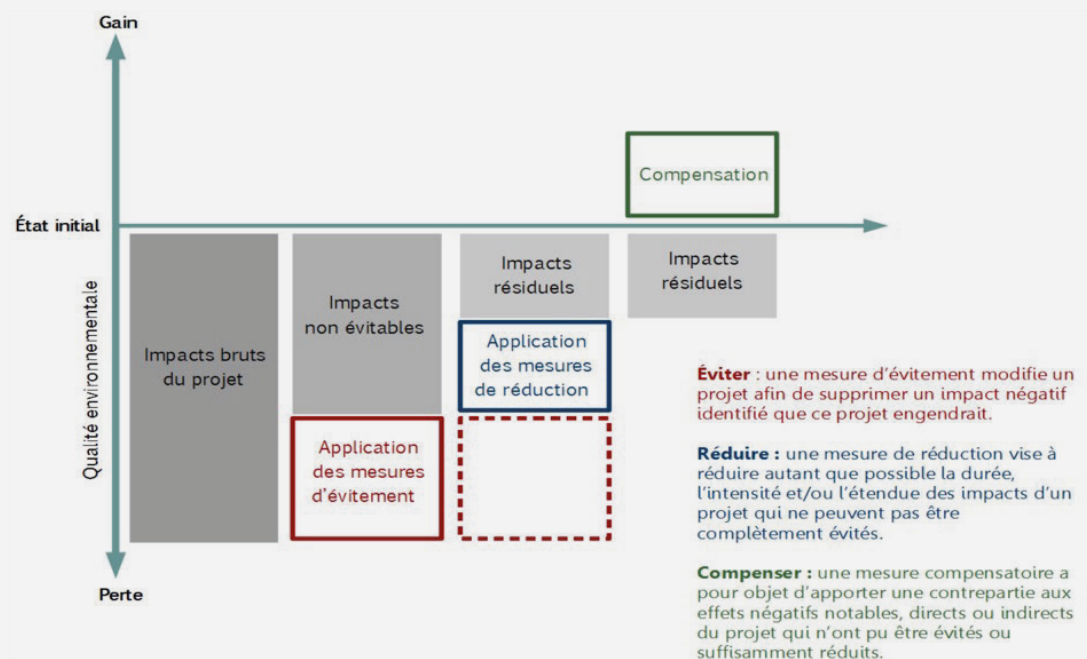 Gain
Compensation
État initial
Qualité environnementale
Impacts bruts
du projet
Impacts
non évitables
Application
des mesures
d'évitement
Impacts
résiduels
Application
des mesures
de réduction
Impacts
résiduels
Perte
Éviter : une mesure d'évitement modifie un
projet afin de supprimer un impact négatif
identifié que ce projet engendrait.
Réduire : une mesure de réduction vise à
réduire autant que possible la durée,
l'intensité et/ou l'étendue des impacts d'un
projet qui ne peuvent pas être
complètement évités.
Compenser : une mesure compensatoire a
pour objet d'apporter une contrepartie aux
effets négatifs notables, directs ou indirects
du projet qui n'ont pu être évités ou
suffisamment réduits.